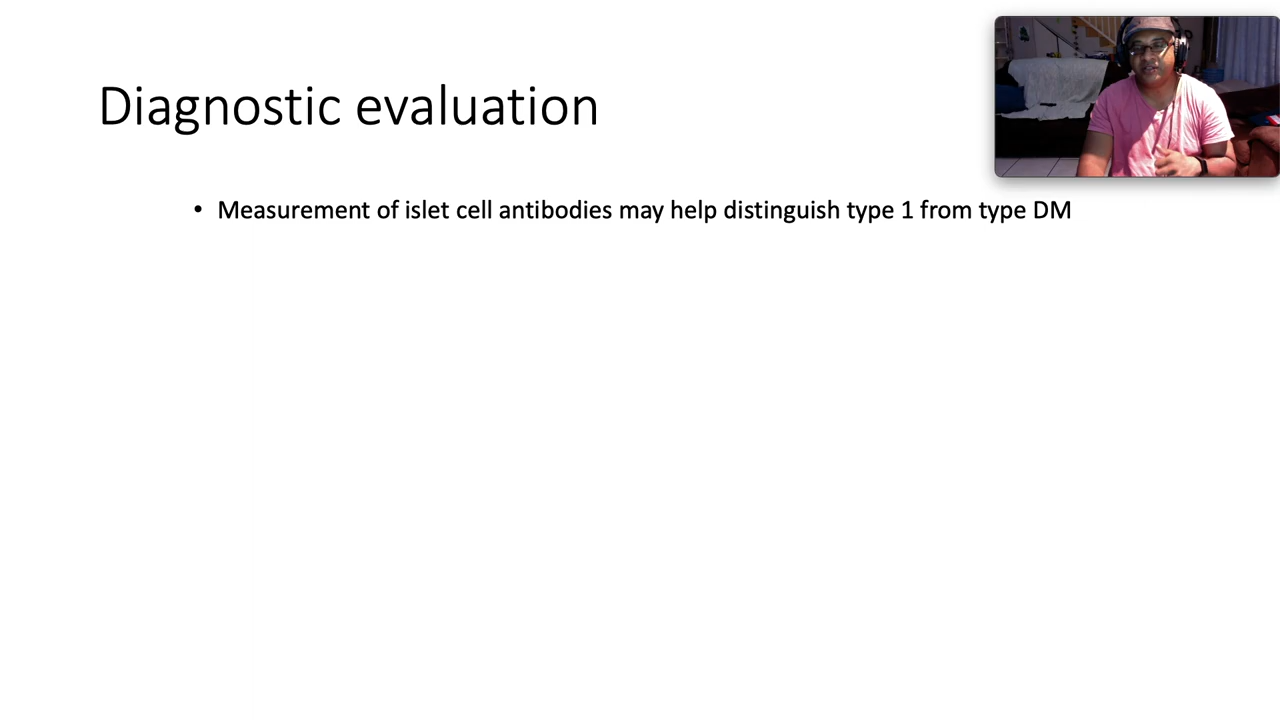 Diagnostic evaluation
• Measurement of islet cell antibodies may help distinguish type 1 from type DM